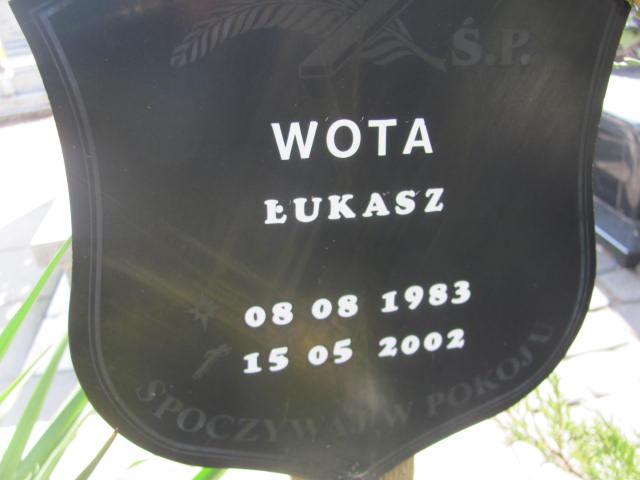 Ś.P.
WOTA
ŁUKASZ
08 08 1983
15 05 2002
SPOCZYWAJ W POKOJU